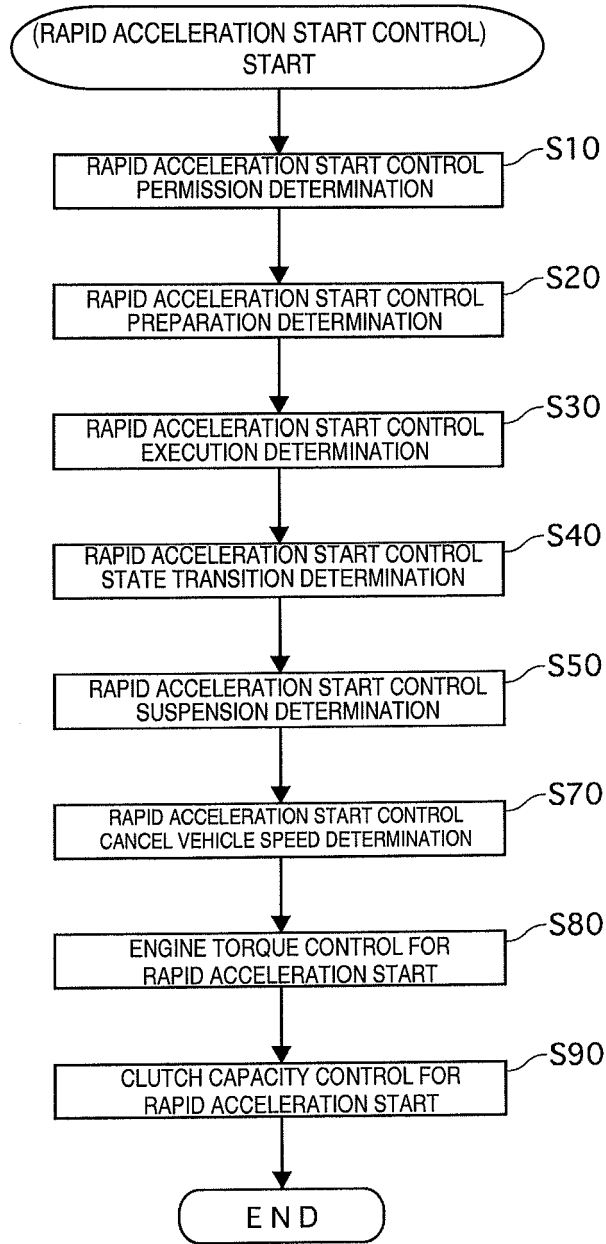 (RAPID ACCELERATION START CONTROL)
START
S10
RAPID ACCELERATION START CONTROL
PERMISSION DETERMINATION
S20
RAPID ACCELERATION START CONTROL
PREPARATION DETERMINATION
S30
RAPID ACCELERATION START CONTROL
EXECUTION DETERMINATION
S40
RAPID ACCELERATION START CONTROL
STATE TRANSITION DETERMINATION
S50
RAPID ACCELERATION START CONTROL
SUSPENSION DETERMINATION
S70
RAPID ACCELERATION START CONTROL
CANCEL VEHICLE SPEED DETERMINATION
S80
ENGINE TORQUE CONTROL FOR
RAPID ACCELERATION START
S90
CLUTCH CAPACITY CONTROL FOR
RAPID ACCELERATION START
END